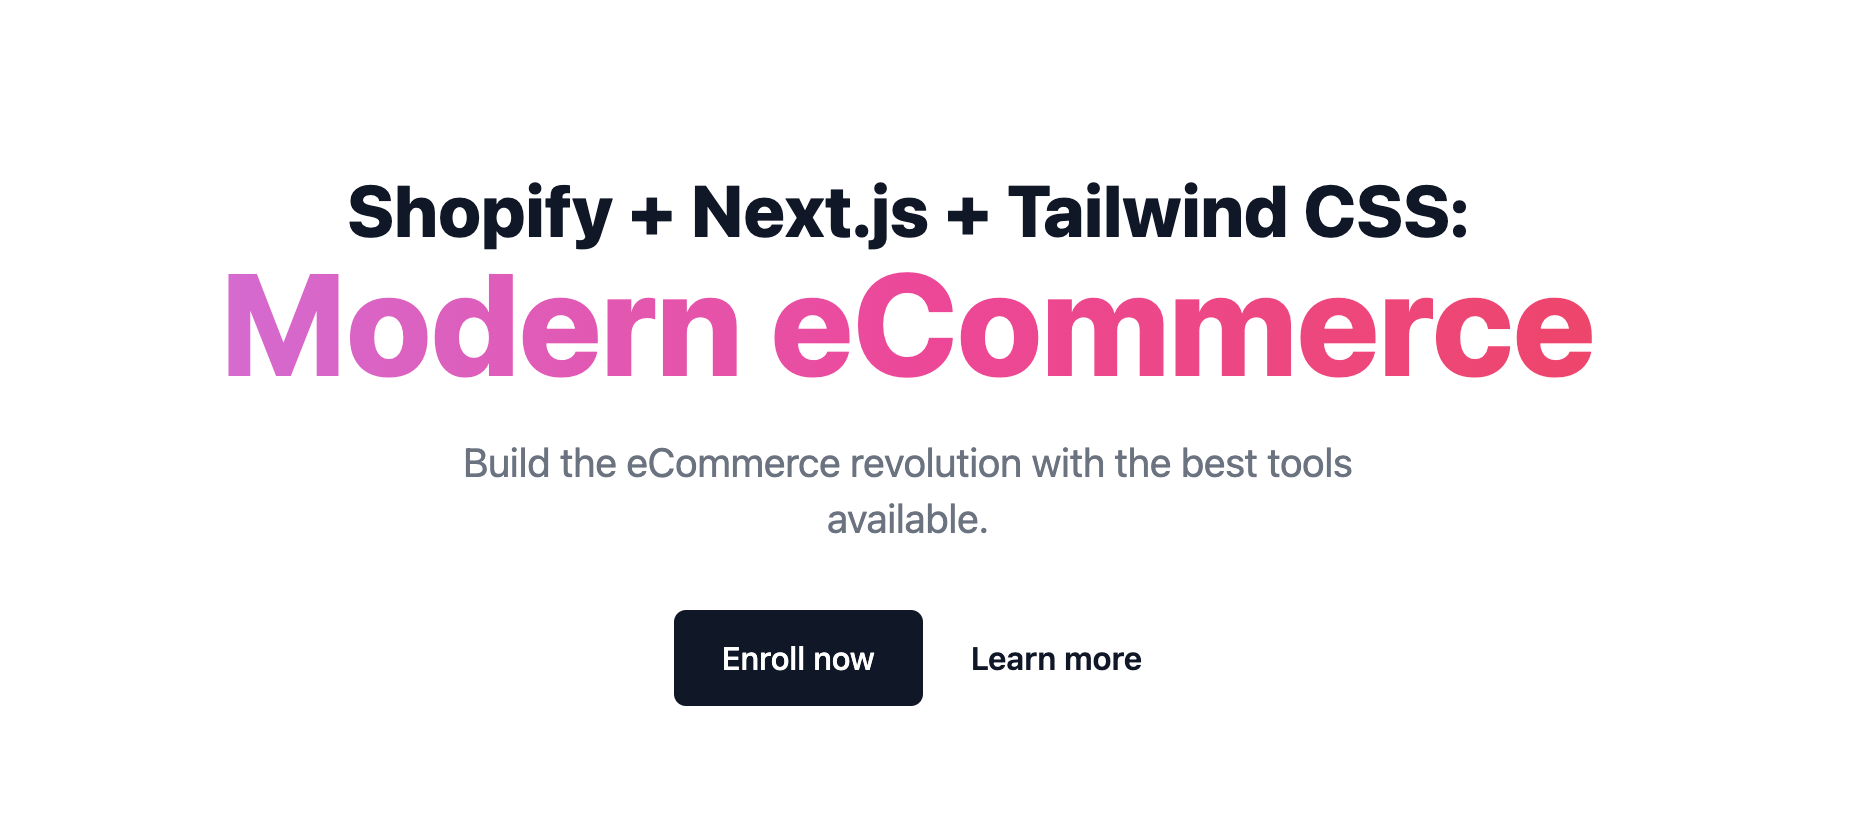 Shopify + Next.js + Tailwind CSS:
Modern eCommerce
Build the eCommerce revolution with the best tools
available.
Enroll now
Learn more